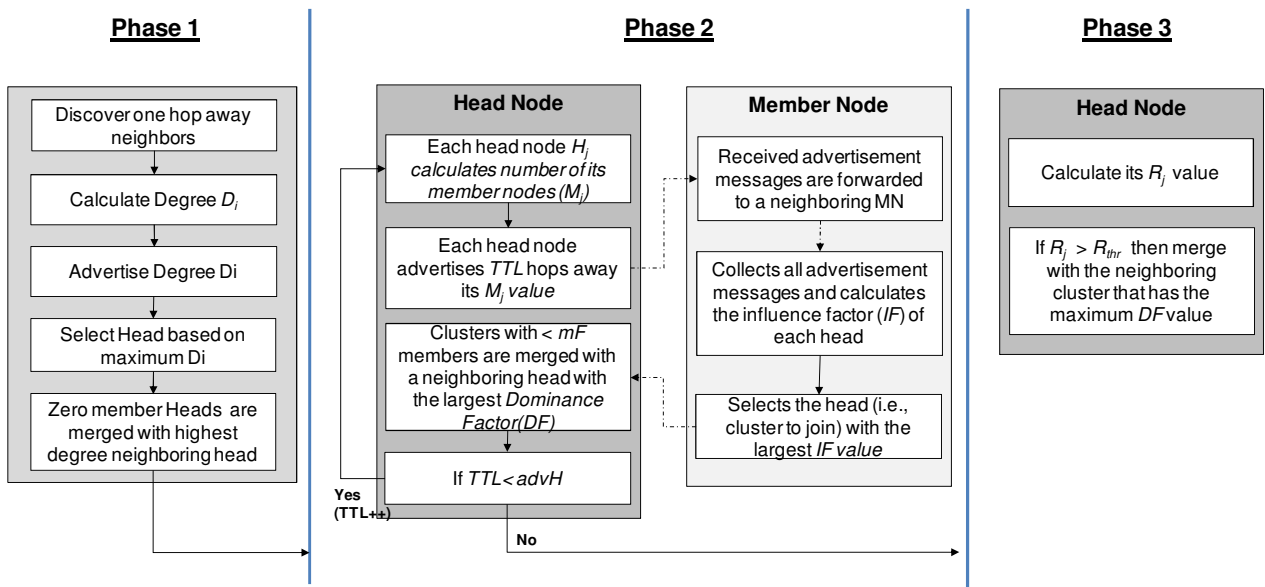 Phase 1
Discover one hop away
neighbors
Calculate Degree Di
Advertise Degree Di
Select Head based on
maximum Di
Zero member Heads are
merged with highest
degree neighboring head
Phase 2
Head Node
Each head node Hj
calculates number of its
member nodes (Mj)
Each head node
advertises TTL hops away
its Mj value
Clusters with < mF
members are merged with
a neighboring head with
the largest Dominance
Factor(DF)
If TTL< advH
Yes
(TTL++)
No
Member Node
Received advertisement
messages are forwarded
to a neighboring MN
Collects all advertisement
messages and calculates
the influence factor (IF) of
each head
Selects the head (i.e.,
cluster to join) with the
largest IF value
Phase 3
Head Node
Calculate its Rj value
If Rj > Rthr then merge
with the neighboring
cluster that has the
maximum DF value